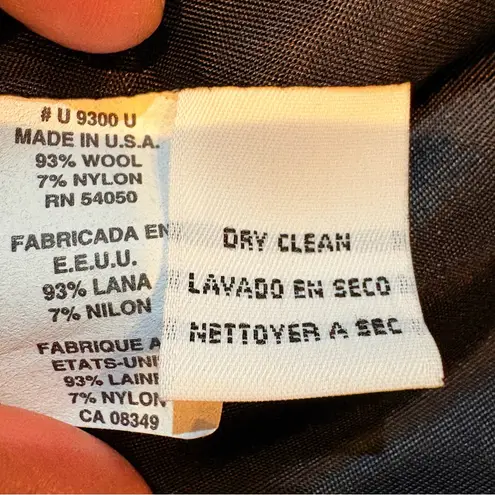 # U 9300 U
MADE IN U.S.A.
93% WOOL
7% NYLON
RN 54050
FABRICADA EN
E.E.U.U.
93% LANA
7% NILON
FABRIQUE A
ETATS-UNI
93% LAINE
7% NYLON
CA 08349
DRY CLEAN
LAVADO EN SECO
NETTOYER A SEC